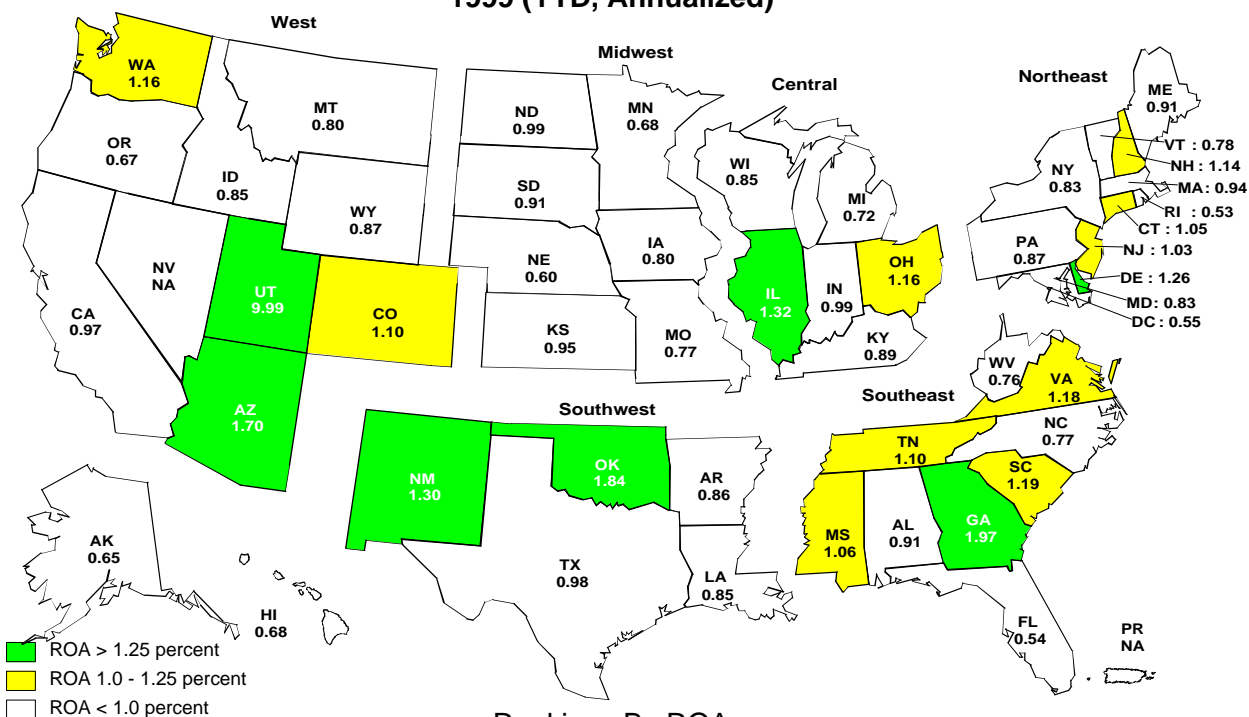 1999 (YTD, Annualized)
West
Midwest
Central
Northeast
WA
1.16
MT
0.80
ND
0.99
MN
0.68
ME
0.91
OR
0.67
ID
0.85
WY
0.87
SD
0.91
WI
0.85
MI
0.72
NY
0.83
VT : 0.78
NH : 1.14
MA : 0.94
RI : 0.53
CT : 1.05
NJ : 1.03
DE : 1.26
MD : 0.83
DC : 0.55
PA
0.87
NV
NA
UT
9.99
CO
1.10
NE
0.60
IA
0.80
IL
1.32
IN
0.99
OH
1.16
CA
0.97
KS
0.95
MO
0.77
KY
0.89
WV
0.76
VA
1.18
AZ
1.70
Southwest
Southeast
NM
1.30
OK
1.84
AR
0.86
TN
1.10
NC
0.77
SC
1.19
AK
0.65
HI
0.68
TX
0.98
LA
0.85
MS
1.06
AL
0.91
GA
1.97
FL
0.54
PR
NA
ROA > 1.25 percent
ROA 1.0 - 1.25 percent
ROA < 1.0 percent